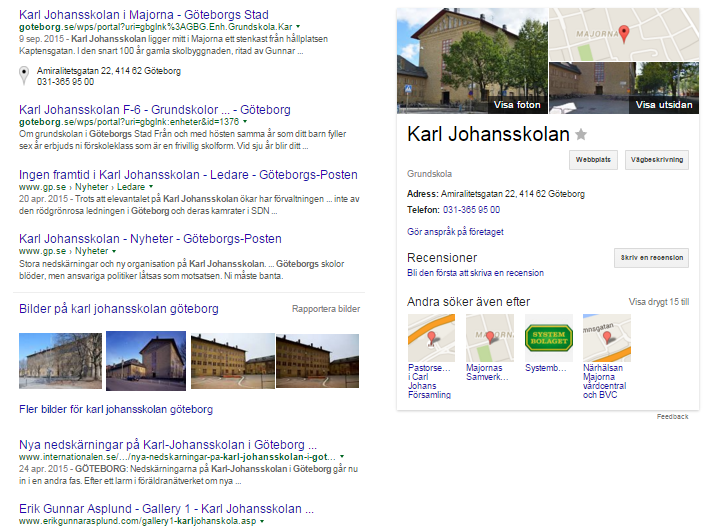 Karl Johansskolan i Majorna - Göteborgs Stad
goteborg.se/wps/portal?uri=gbglnk%3AGBG.Enh.Grundskola.Kar
9 sep. 2015 - Karl Johansskolan ligger mitt i Majorna ett stenkast från hållplatsen
Kaptensgatan. I den snart 100 år gamla skolbyggnaden, ritad av Gunnar ...
Amiralitetsgatan 22, 414 62 Göteborg
031-365 95 00
Karl Johansskolan F-6 - Grundskolor ... - Göteborg
goteborg.se/wps/portal?uri=gbglnk:enheter&id=1376
Om grundskolan i Göteborgs Stad Från och med hösten samma år som ditt barn fyller
sex år erbjuds ni förskoleklass som är en frivillig skolform. Vid sju år blir ditt ...
Ingen framtid i Karl Johansskolan - Ledare - Göteborgs-Posten
www.gp.se › Nyheter › Ledare
20 apr. 2015 - Trots att elevantalet på Karl Johansskolan ökar har förvaltningen ... inte av
den rödgrönrosa ledningen i Göteborg och deras kamrater i SDN ...
Karl Johansskolan - Nyheter - Göteborgs-Posten
www.gp.se › Nyheter
Stora nedskärningar och ny organisation på Karl Johansskolan. ... Göteborgs skolor
blöder, men ansvariga politiker låtsas som motsatsen. Ni måste banta.
Bilder på karl johansskolan göteborg
Rapportera bilder
Fler bilder för karl johansskolan göteborg
Nya nedskärningar på Karl-Johansskolan i Göteborg ...
www.internationalen.se/.../nya-nedskarningar-pa-karl-johansskolan-i-got...
24 apr. 2015 - GÖTEBORG: Nedskärningarna på Karl-Johansskolan i Göteborg går nu
in i en andra fas. Efter ett larm i föräldranätverket om nya ...
Erik Gunnar Asplund - Gallery 1 - Karl Johansskolan ...
www.erikgunnarasplund.com/gallery1-karljohanskola.asp
MAJORNA
Visa foton
Visa utsidan
Karl Johansskolan
Webbplats
Vägbeskrivning
Grundskola
Adress: Amiralitetsgatan 22, 414 62 Göteborg
Telefon: 031-365 95 00
Gör anspråk på företaget
Recensioner
Skriv en recension
Bli den första att skriva en recension
Andra söker även efter
Visa drygt 15 till
MAJORNA
SYSTEM
BOLAGET
mnsgatan
Pastorse...
i Carl
Johans
Församling
Majornas
Samverk...
Systemb...
Närhälsan
Majorna
vårdcentral
och BVC
Feedback